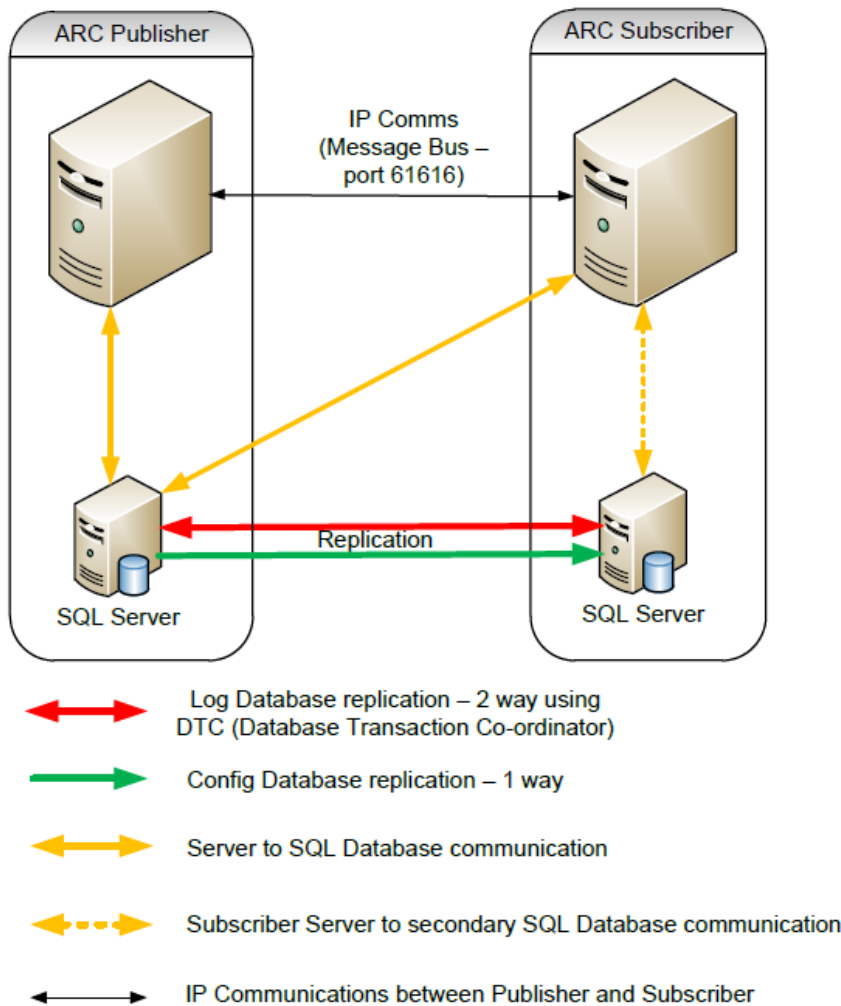 ARC Publisher
ARC Subscriber
IP Comms
(Message Bus –
port 61616)
Replication
SQL Server
SQL Server
Log Database replication – 2 way using
DTC (Database Transaction Co-ordinator)
Config Database replication – 1 way
Server to SQL Database communication
Subscriber Server to secondary SQL Database communication
IP Communications between Publisher and Subscriber